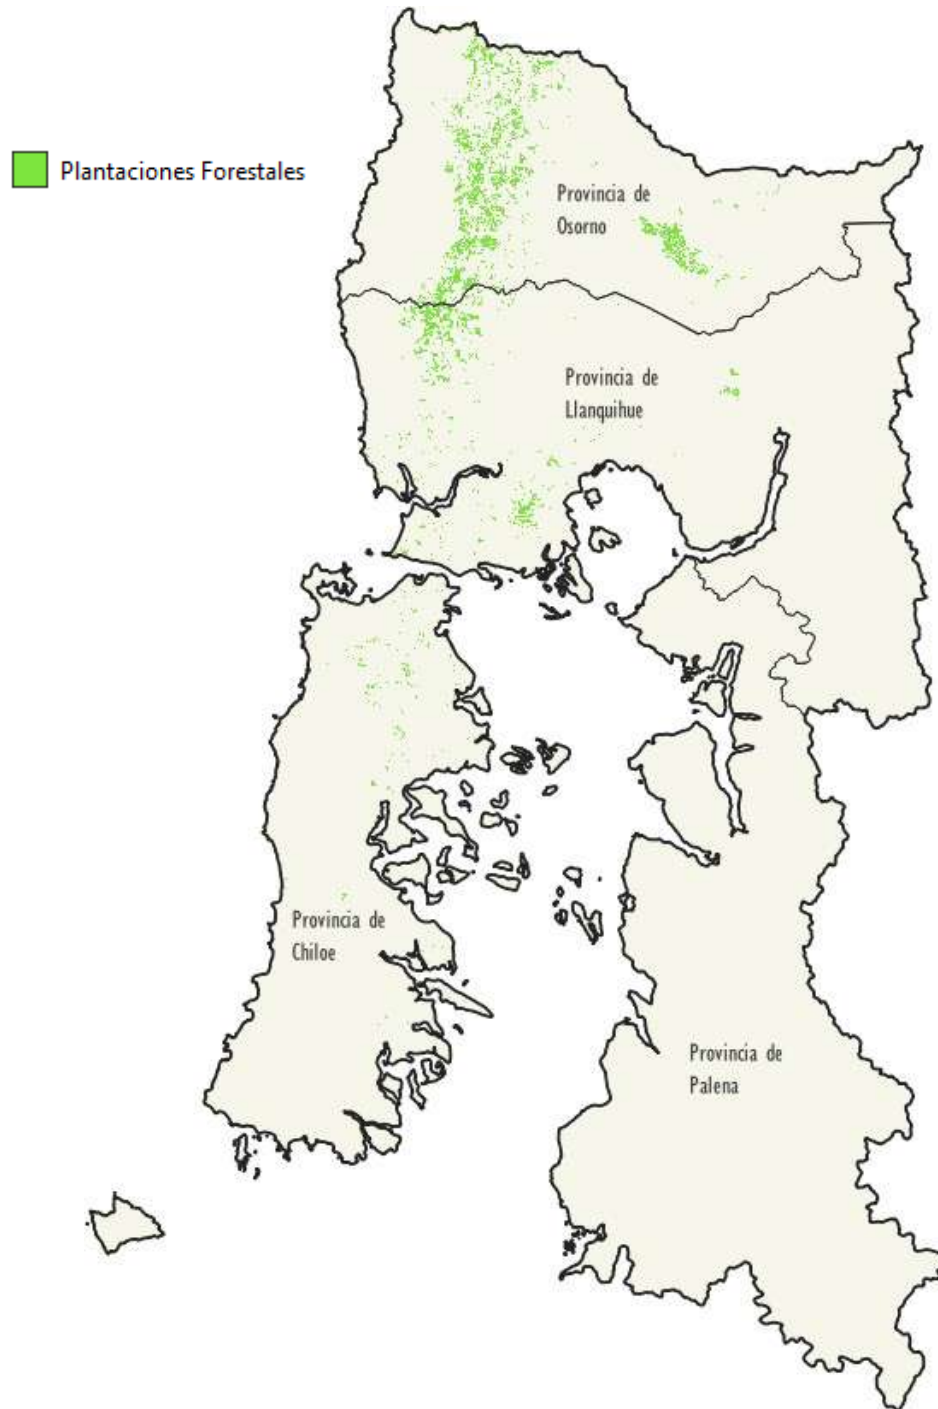 Plantaciones Forestales
Provincia de
Osorno
Provincia de
Llanquihue
Provincia de
Chiloe
Provincia de
Palena